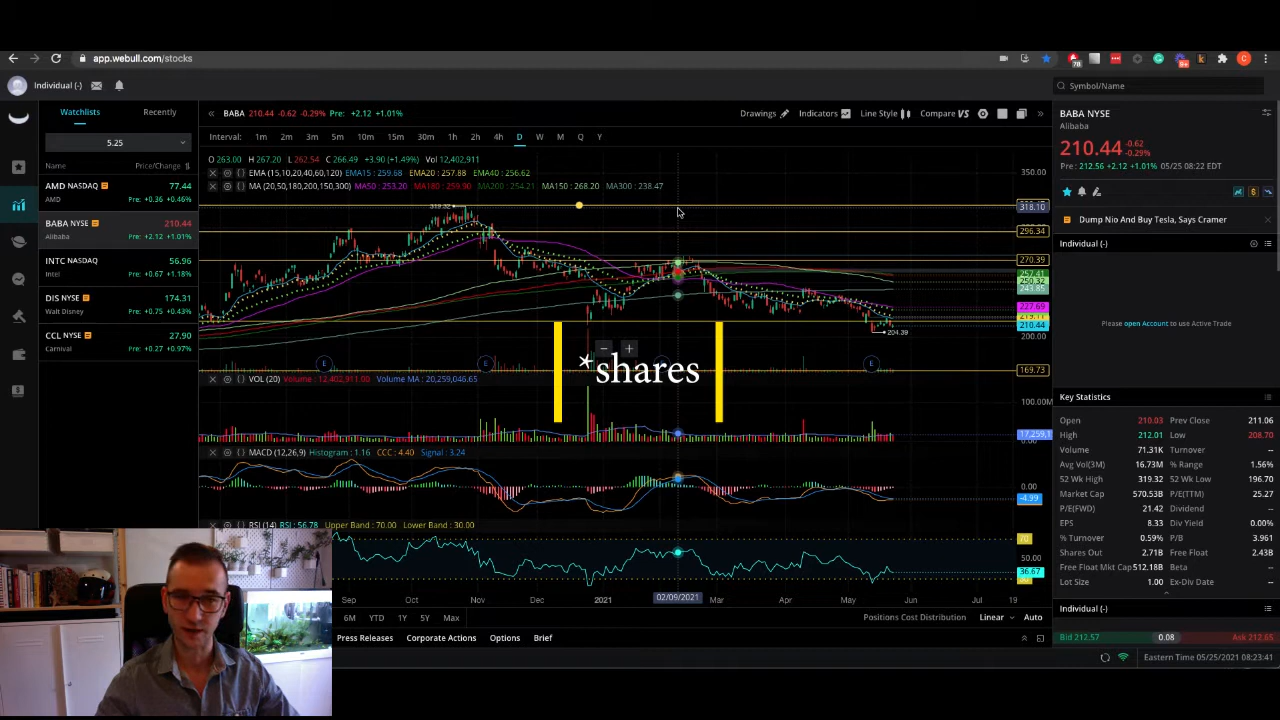 app.webull.com/stocks
Individual (-)
Symbol/Name
Watchlists Recently
5.25
Name Price/Change
AMD NASDAQ 77.44
AMD Pre: +0.36 +0.46%
BABA NYSE 210.44
Alibaba Pre: +2.12 +1.01%
INTC NASDAQ 56.96
Intel Pre: +0.67 +1.18%
DIS NYSE 174.31
Walt Disney Pre: +0.75 +0.43%
CCL NYSE 27.90
Carnival Pre: +0.27 +0.97%
BABA 210.44 -0.62 -0.29% Pre: +2.12 +1.01%
Drawings Indicators Line Style Compare VS
Interval: 1m 2m 3m 5m 10m 15m 30m 1h 2h 4h D W M Q Y
O 263.00 H 267.20 L 262.54 C 266.49 +3.90 (+1.49%) Vol 12,402,911
EMA (15,10,20,40,60,120) EMA15: 259.68 EMA20: 257.88 EMA40: 256.62
MA (20,50,180,200,150,300) MA50: 253.20 MA180: 259.90 MA200: 254.21 MA150: 268.20 MA300: 238.47
319.32
350.00
318.10
296.34
270.39
257.41
250.32
243.85
227.69
210.44
204.39
200.00
169.73
E E E
*shares
VOL (20) Volume: 12,402,911.00 Volume MA: 20,259,046.65
100.00M
17,259,1
0.00
MACD (12,26,9) Histogram : 1.16 CCC : 4.40 Signal : 3.24
0.00
-4.99
RSI (14) RSI: 56.78 Upper Band : 70.00 Lower Band : 30.00
70
50.00
36.67
Sep Oct Nov Dec 2021 02/09/2021 Mar Apr May Jun Jul 19
6M YTD 1Y 5Y Max
Positions Cost Distribution Linear Auto
Press Releases Corporate Actions Options Brief
BABA NYSE
Alibaba
210.44 -0.62
-0.29%
Pre: 212.56 +2.12 +1.01% 05/25 08:22 EDT
Dump Nio And Buy Tesla, Says Cramer
Individual (-)
Please open Account to use Active Trade
Key Statistics
Open 210.03 Prev Close 211.06
High 212.01 Low 208.70
Volume 71.31K Turnover --
Avg Vol(3M) 16.73M % Range 1.56%
52 Wk High 319.32 52 Wk Low 196.70
Market Cap 570.53B P/E(TTM) 25.27
P/E(FWD) 21.42 Dividend --
EPS 8.33 Div Yield 0.00%
% Turnover 0.59% P/B 3.961
Shares Out 2.71B Free Float 2.43B
Free Float Mkt Cap 512.18B Beta --
Lot Size 1.00 Ex-Div Date --
Individual (-)
Bid 212.57 0.08 Ask 212.65
Eastern Time 05/25/2021 08:23:41